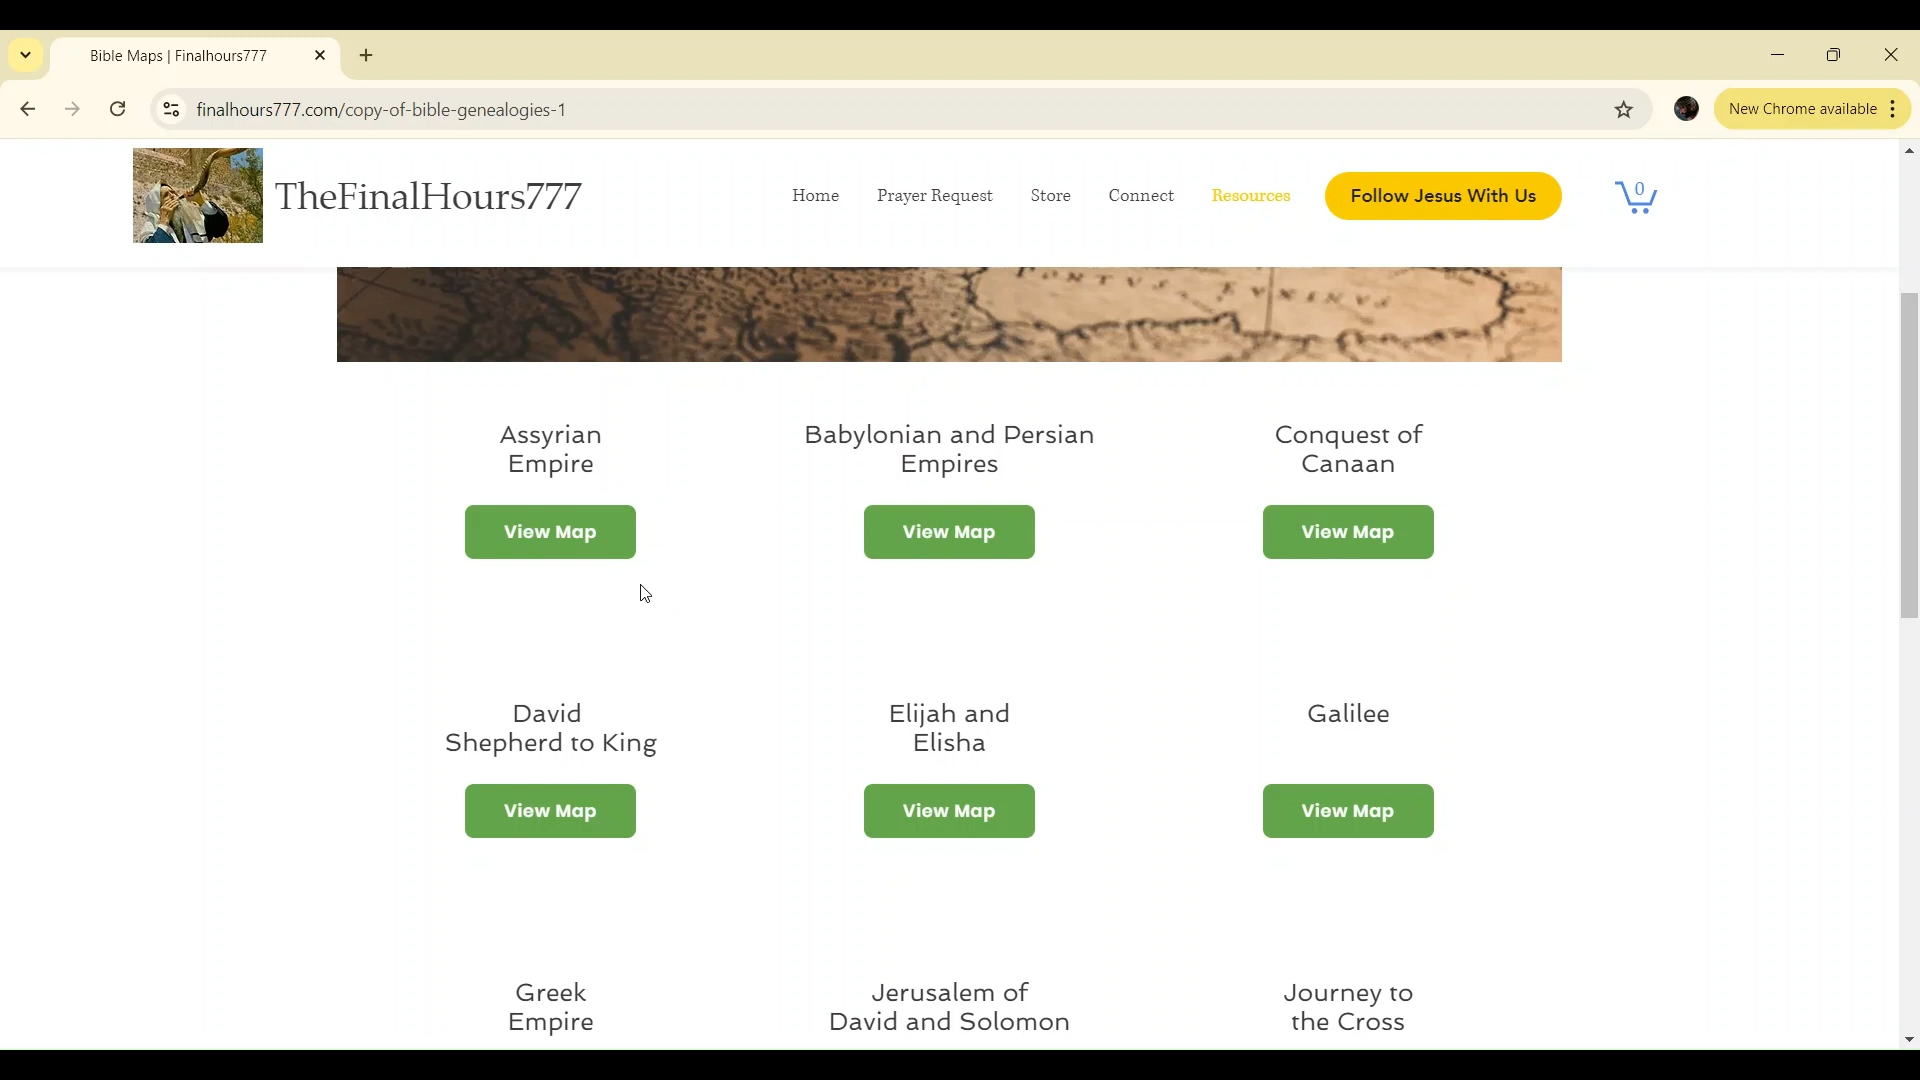 Bible Maps | Finalhours777
finalhours777.com/copy-of-bible-genealogies-1
New Chrome available
TheFinalHours777
Home
Prayer Request
Store
Connect
Resources
Follow Jesus With Us
0
Assyrian
Empire
View Map
Babylonian and Persian
Empires
View Map
Conquest of
Canaan
View Map
David
Shepherd to King
View Map
Elijah and
Elisha
View Map
Galilee
View Map
Greek
Empire
Jerusalem of
David and Solomon
Journey to
the Cross